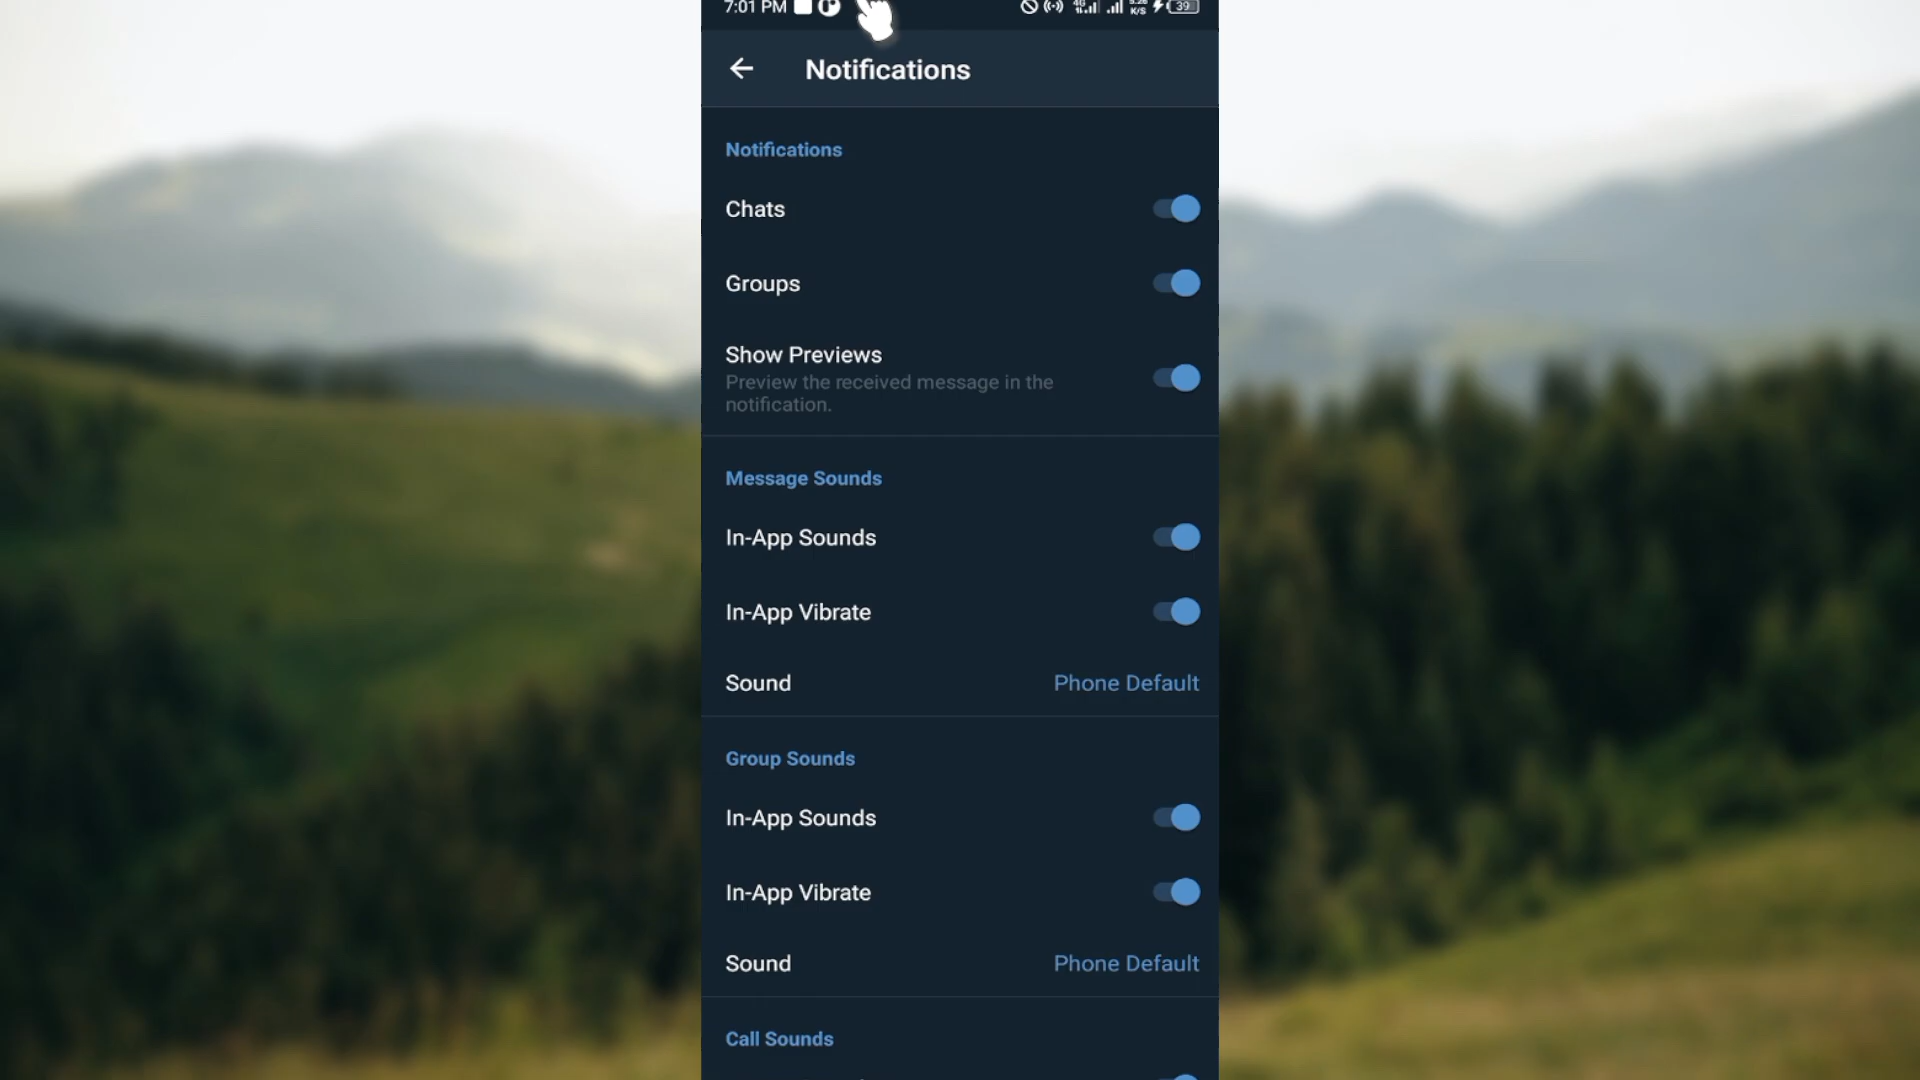 7:01 PM 4G K/S 39
Notifications
Notifications
Chats
Groups
Show Previews
Preview the received message in the
notification.
Message Sounds
In-App Sounds
In-App Vibrate
Sound Phone Default
Group Sounds
In-App Sounds
In-App Vibrate
Sound Phone Default
Call Sounds